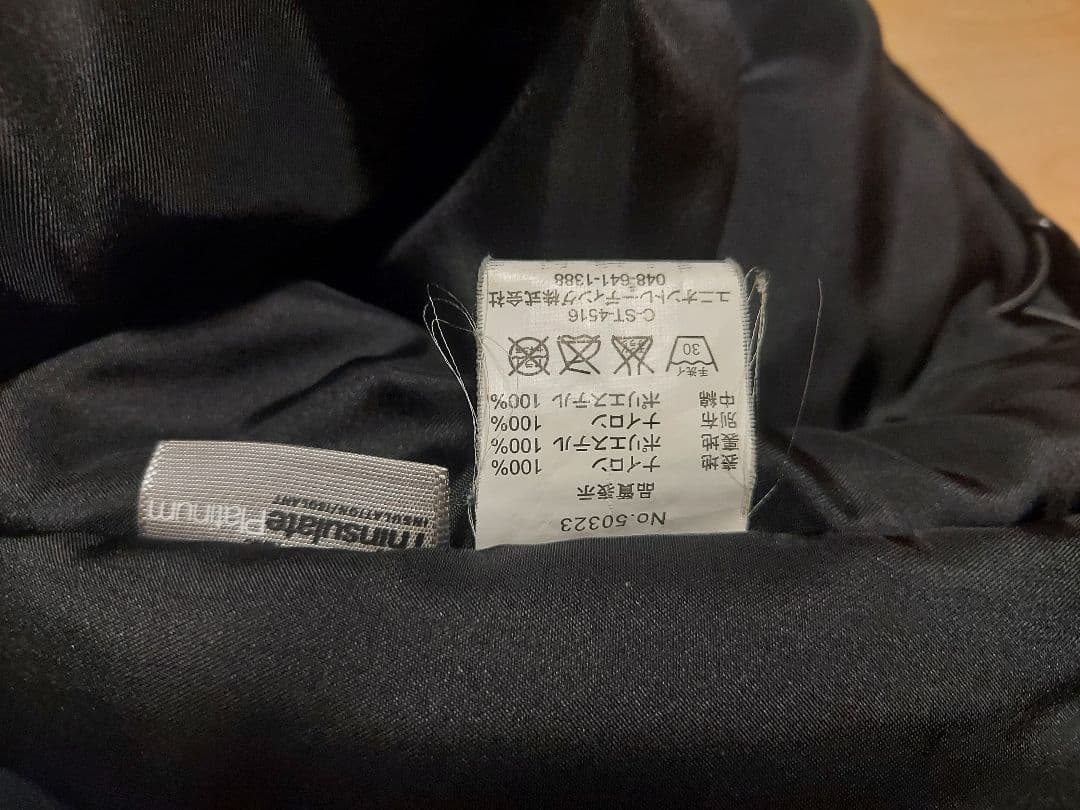 No.50323
品質表示
表地 ナイロン 100%
裏地 ポリエステル 100%
別布 ナイロン 100%
中綿 ポリエステル 100%
手洗イ
30
C-ST-4516
ユニオントレーディング株式会社
048-641-1388
Thinsulate Platinum
INSULATION/ISOLANT